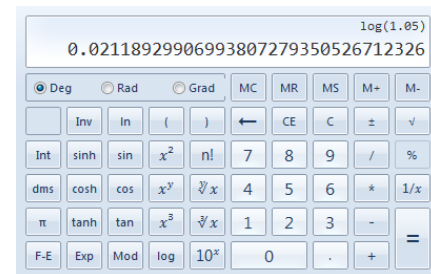 log(1.05)
0.02118929906993807279350526712326
Deg Rad Grad MC MR MS M+ M-
Inv ln ( ) ← CE C ± √
Int sinh sin x² n! 7 8 9 / %
dms cosh cos xʸ ʸ√x 4 5 6 * 1/x
π tanh tan x³ ³√x 1 2 3 - =
F-E Exp Mod log 10ˣ 0 . +